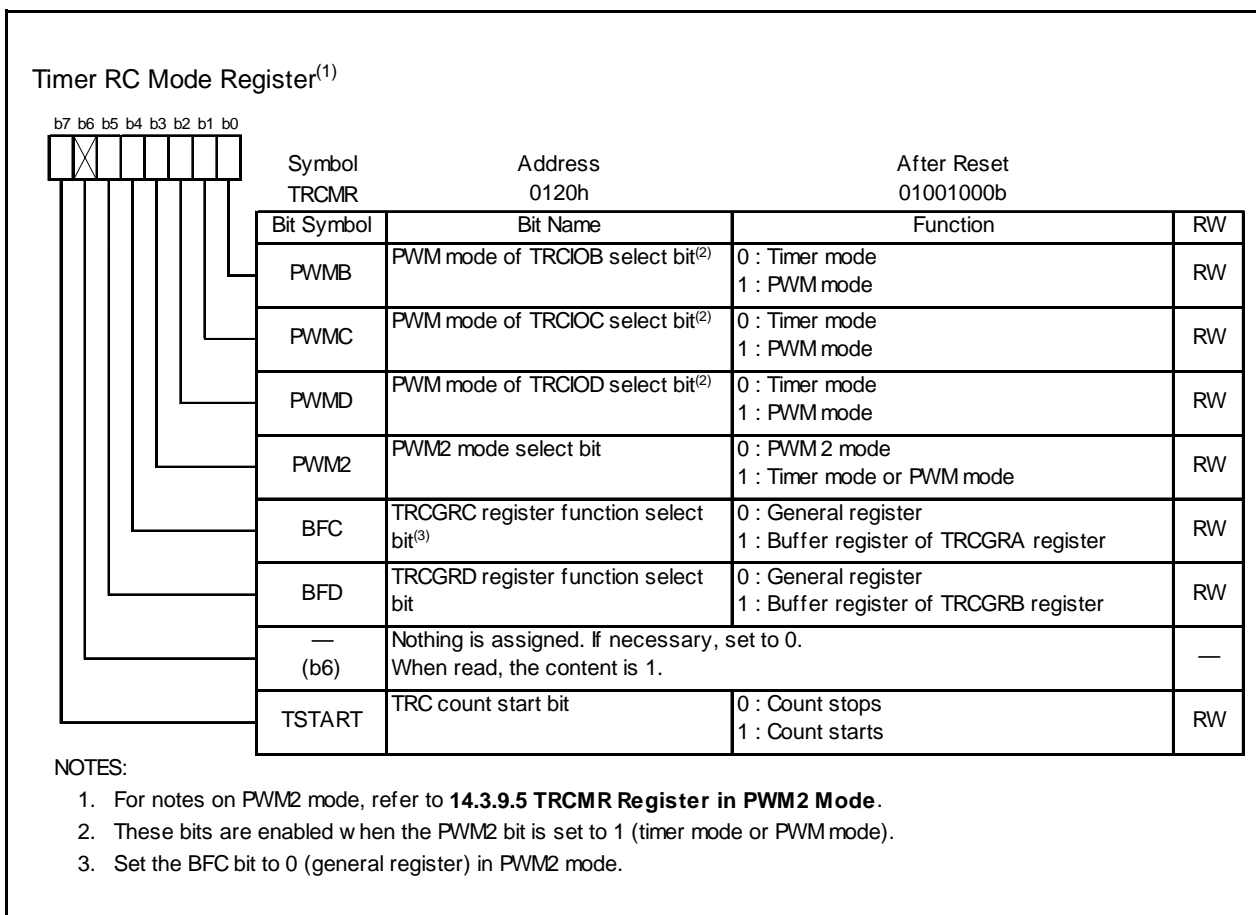 Timer RC Mode Register(1)
b7 b6 b5 b4 b3 b2 b1 b0
Symbol Address After Reset
TRCMR 0120h 01001000b
Bit Symbol Bit Name Function RW
PWMB PWM mode of TRCIOB select bit(2) 0 : Timer mode
1 : PWM mode RW
PWMC PWM mode of TRCIOC select bit(2) 0 : Timer mode
1 : PWM mode RW
PWMD PWM mode of TRCIOD select bit(2) 0 : Timer mode
1 : PWM mode RW
PWM2 PWM2 mode select bit 0 : PWM 2 mode
1 : Timer mode or PWM mode RW
BFC TRCGRC register function select 0 : General register
bit(3) 1 : Buffer register of TRCGRA register RW
BFD TRCGRD register function select 0 : General register
bit 1 : Buffer register of TRCGRB register RW
— Nothing is assigned. If necessary, set to 0.
(b6) When read, the content is 1. —
TSTART TRC count start bit 0 : Count stops
1 : Count starts RW
NOTES:
1. For notes on PWM2 mode, refer to 14.3.9.5 TRCMR Register in PWM2 Mode.
2. These bits are enabled w hen the PWM2 bit is set to 1 (timer mode or PWM mode).
3. Set the BFC bit to 0 (general register) in PWM2 mode.